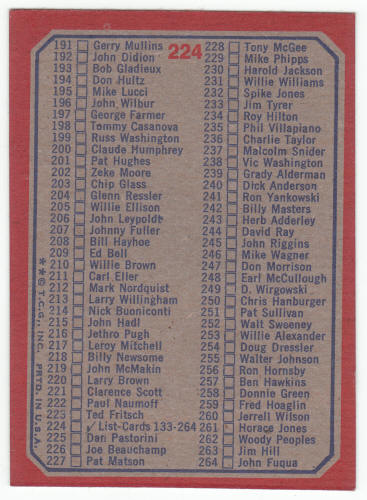 224
191 Gerry Mullins
192 John Didion
193 Bob Gladieux
194 Don Hultz
195 Mike Lucci
196 John Wilbur
197 George Farmer
198 Tommy Casanova
199 Russ Washington
200 Claude Humphrey
201 Pat Hughes
202 Zeke Moore
203 Chip Glass
204 Glenn Ressler
205 Willie Ellison
206 John Leypoldt
207 Johnny Fuller
208 Bill Hayhoe
209 Ed Bell
210 Willie Brown
211 Carl Eller
212 Mark Nordquist
213 Larry Willingham
214 Nick Buoniconti
215 John Hadl
216 Jethro Pugh
217 Leroy Mitchell
218 Billy Newsome
219 John McMakin
220 Larry Brown
221 Clarence Scott
222 Paul Naumoff
223 Ted Fritsch
224 ✓ List-Cards 133-264
225 Dan Pastorini
226 Joe Beauchamp
227 Pat Matson
228 Tony McGee
229 Mike Phipps
230 Harold Jackson
231 Willie Williams
232 Spike Jones
233 Jim Tyrer
234 Roy Hilton
235 Phil Villapiano
236 Charlie Taylor
237 Malcolm Snider
238 Vic Washington
239 Grady Alderman
240 Dick Anderson
241 Ron Yankowski
242 Billy Masters
243 Herb Adderley
244 David Ray
245 John Riggins
246 Mike Wagner
247 Don Morrison
248 Earl McCullough
249 D. Wirgowski
250 Chris Hanburger
251 Pat Sullivan
252 Walt Sweeney
253 Willie Alexander
254 Doug Dressler
255 Walter Johnson
256 Ron Hornsby
257 Ben Hawkins
258 Donnie Green
259 Fred Hoaglin
260 Jerrell Wilson
261 Horace Jones
262 Woody Peoples
263 Jim Hill
264 John Fuqua
**© T.C.G., INC. PRTD. IN U.S.A.